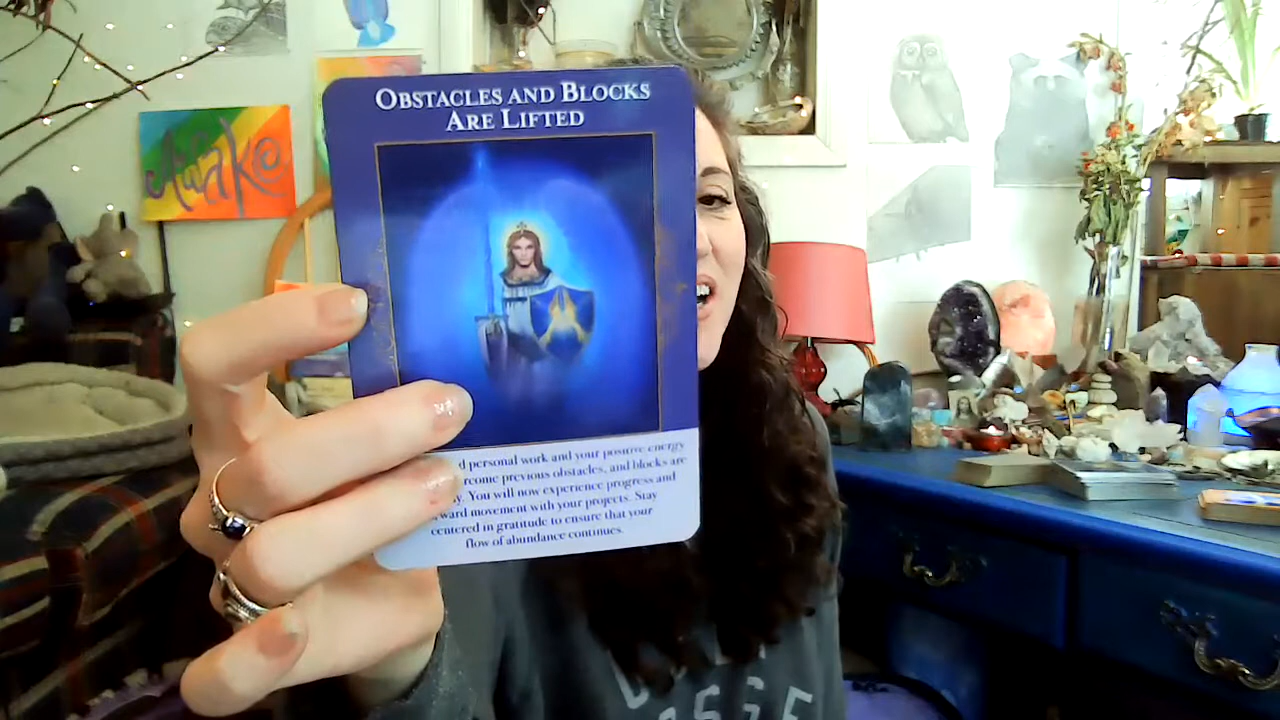 OBSTACLES AND BLOCKS
ARE LIFTED
Awake
d personal work and your positive energy
rcome previous obstacles, and blocks are
y. You will now experience progress and
ward movement with your projects. Stay
centered in gratitude to ensure that your
flow of abundance continues.